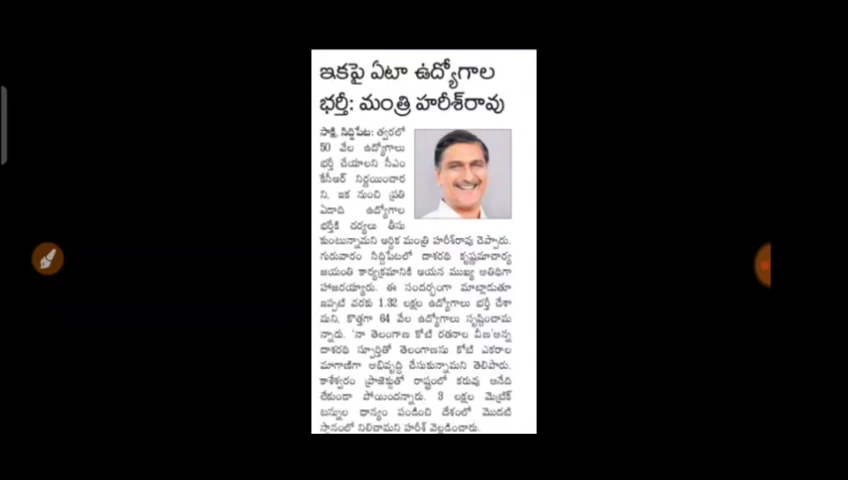 ఇకపై ఏటా ఉద్యోగాల
భర్తీ: మంత్రి హరీశ్‌రావు
సాక్షి, సిద్దిపేట: త్వరలో
50 వేల ఉద్యోగాలు
భర్తీ చేయాలని సీఎం
కేసీఆర్ నిర్ణయించార
ని, ఇక నుంచి ప్రతి
ఏడాది ఉద్యోగాల
భర్తీకి చర్యలు తీసు
కుంటున్నామని ఆర్థిక మంత్రి హరీశ్‌రావు చెప్పారు.
గురువారం సిద్దిపేటలో దాశరథి కృష్ణమాచార్య
జయంతి కార్యక్రమానికి ఆయన ముఖ్య అతిథిగా
హాజరయ్యారు. ఈ సందర్భంగా మాట్లాడుతూ
ఇప్పటి వరకు 1.32 లక్షల ఉద్యోగాలు భర్తీ చేశా
మని, కొత్తగా 64 వేల ఉద్యోగాలు సృష్టించామ
న్నారు. 'నా తెలంగాణ కోటి రతనాల వీణ'అన్న
దాశరథి స్ఫూర్తితో తెలంగాణను కోటి ఎకరాల
మాగాణిగా అభివృద్ధి చేసుకున్నామని తెలిపారు.
కాళేశ్వరం ప్రాజెక్టుతో రాష్ట్రంలో కరువు అనేది
లేకుండా పోయిందన్నారు. 3 లక్షల మెట్రిక్
టన్నుల ధాన్యం పండించి దేశంలో మొదటి
స్థానంలో నిలిచామని హరీశ్ వెల్లడించారు.